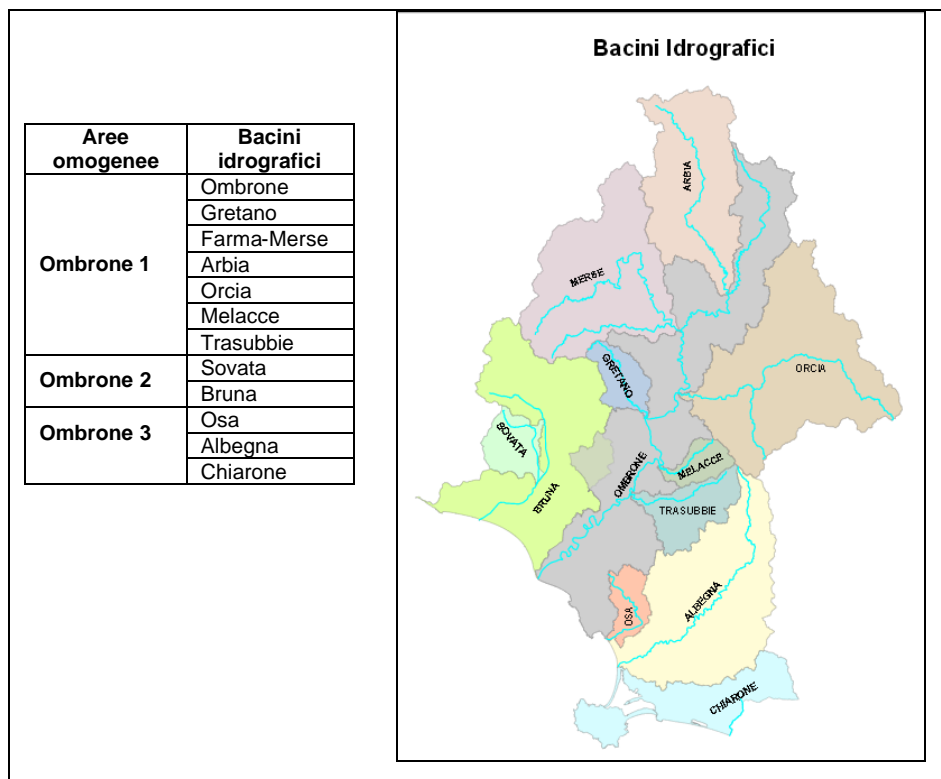 Bacini Idrografici
Aree
omogenee
Bacini
idrografici
Ombrone 1
Ombrone
Gretano
Farma-Merse
Arbia
Orcia
Melacce
Trasubbie
Ombrone 2
Sovata
Bruna
Ombrone 3
Osa
Albegna
Chiarone
ARBIA
MERSE
GRETANO
ORCIA
SOVATA
MELACCE
OMBRONE
BRUNA
TRASUBBIE
ALBEGNA
OSA
CHIARONE